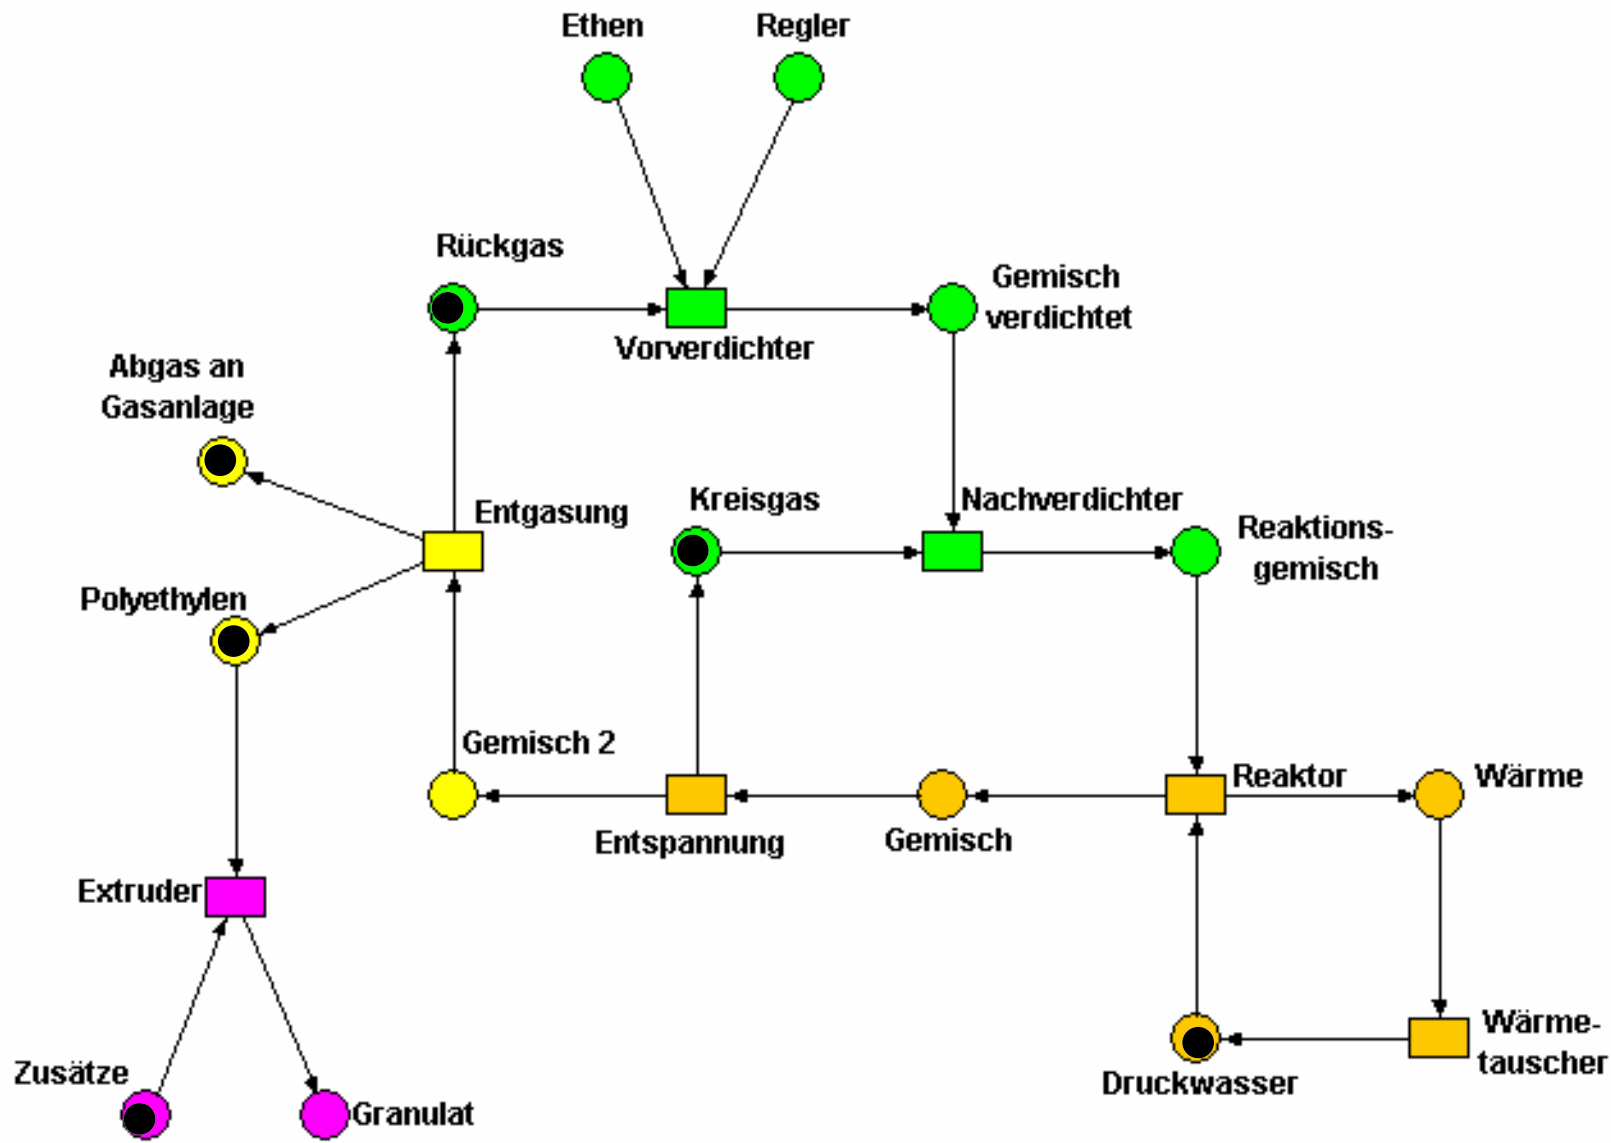 Ethen
Regler
Rückgas
Gemisch
verdichtet
Vorverdichter
Abgas an
Gasanlage
Kreisgas
Nachverdichter
Entgasung
Reaktions-
gemisch
Polyethylen
Gemisch 2
Reaktor
Wärme
Entspannung
Gemisch
Extruder
Wärme-
tauscher
Zusätze
Druckwasser
Granulat